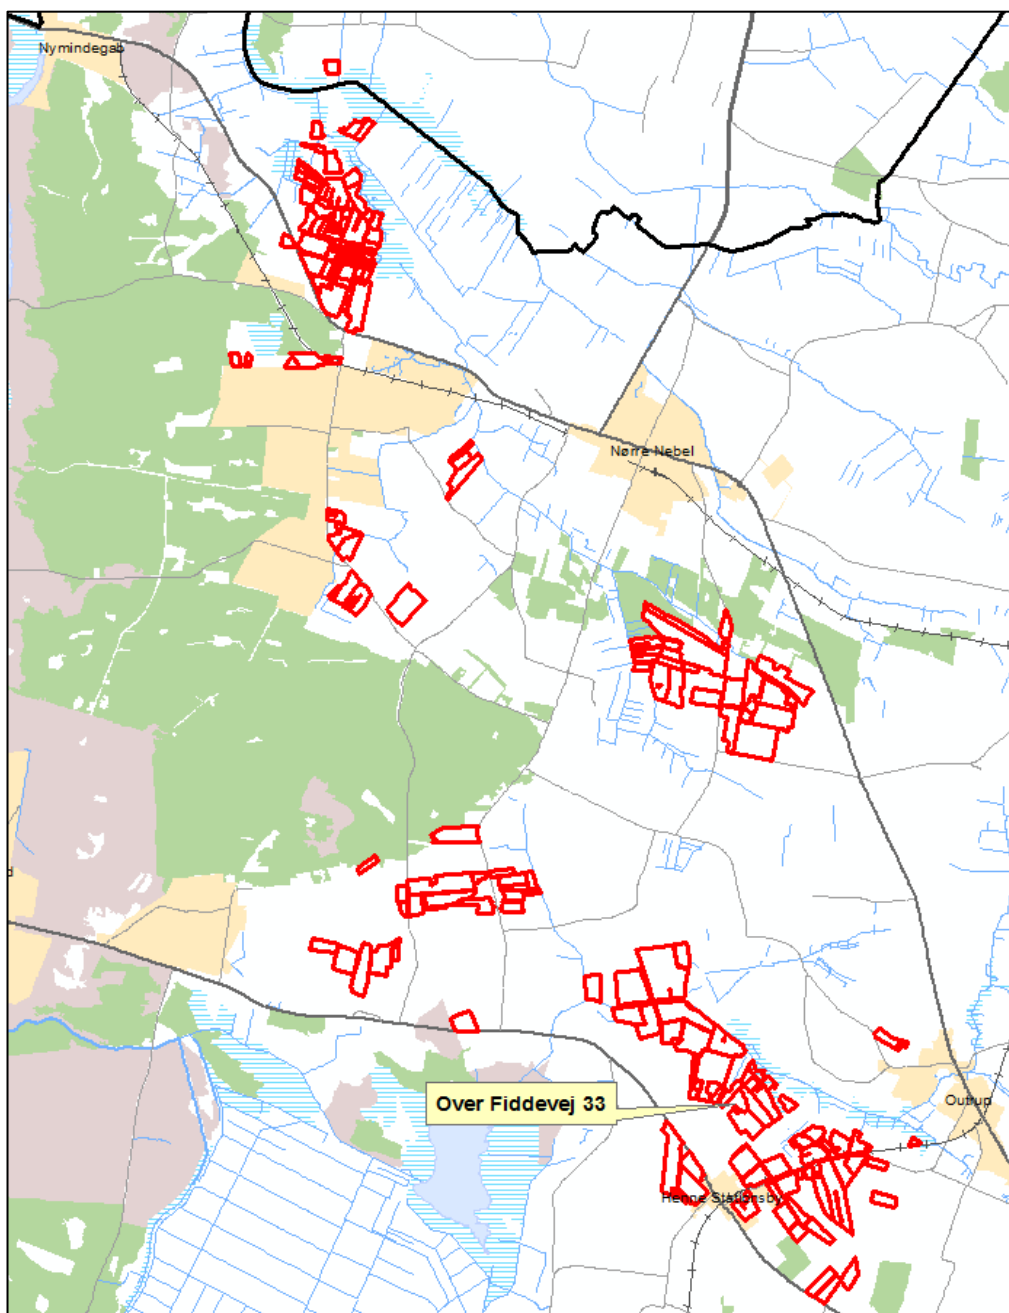 Nymindegab
Nørre Nebel
Over Fiddevej 33
Outrup
Henne Stationsby